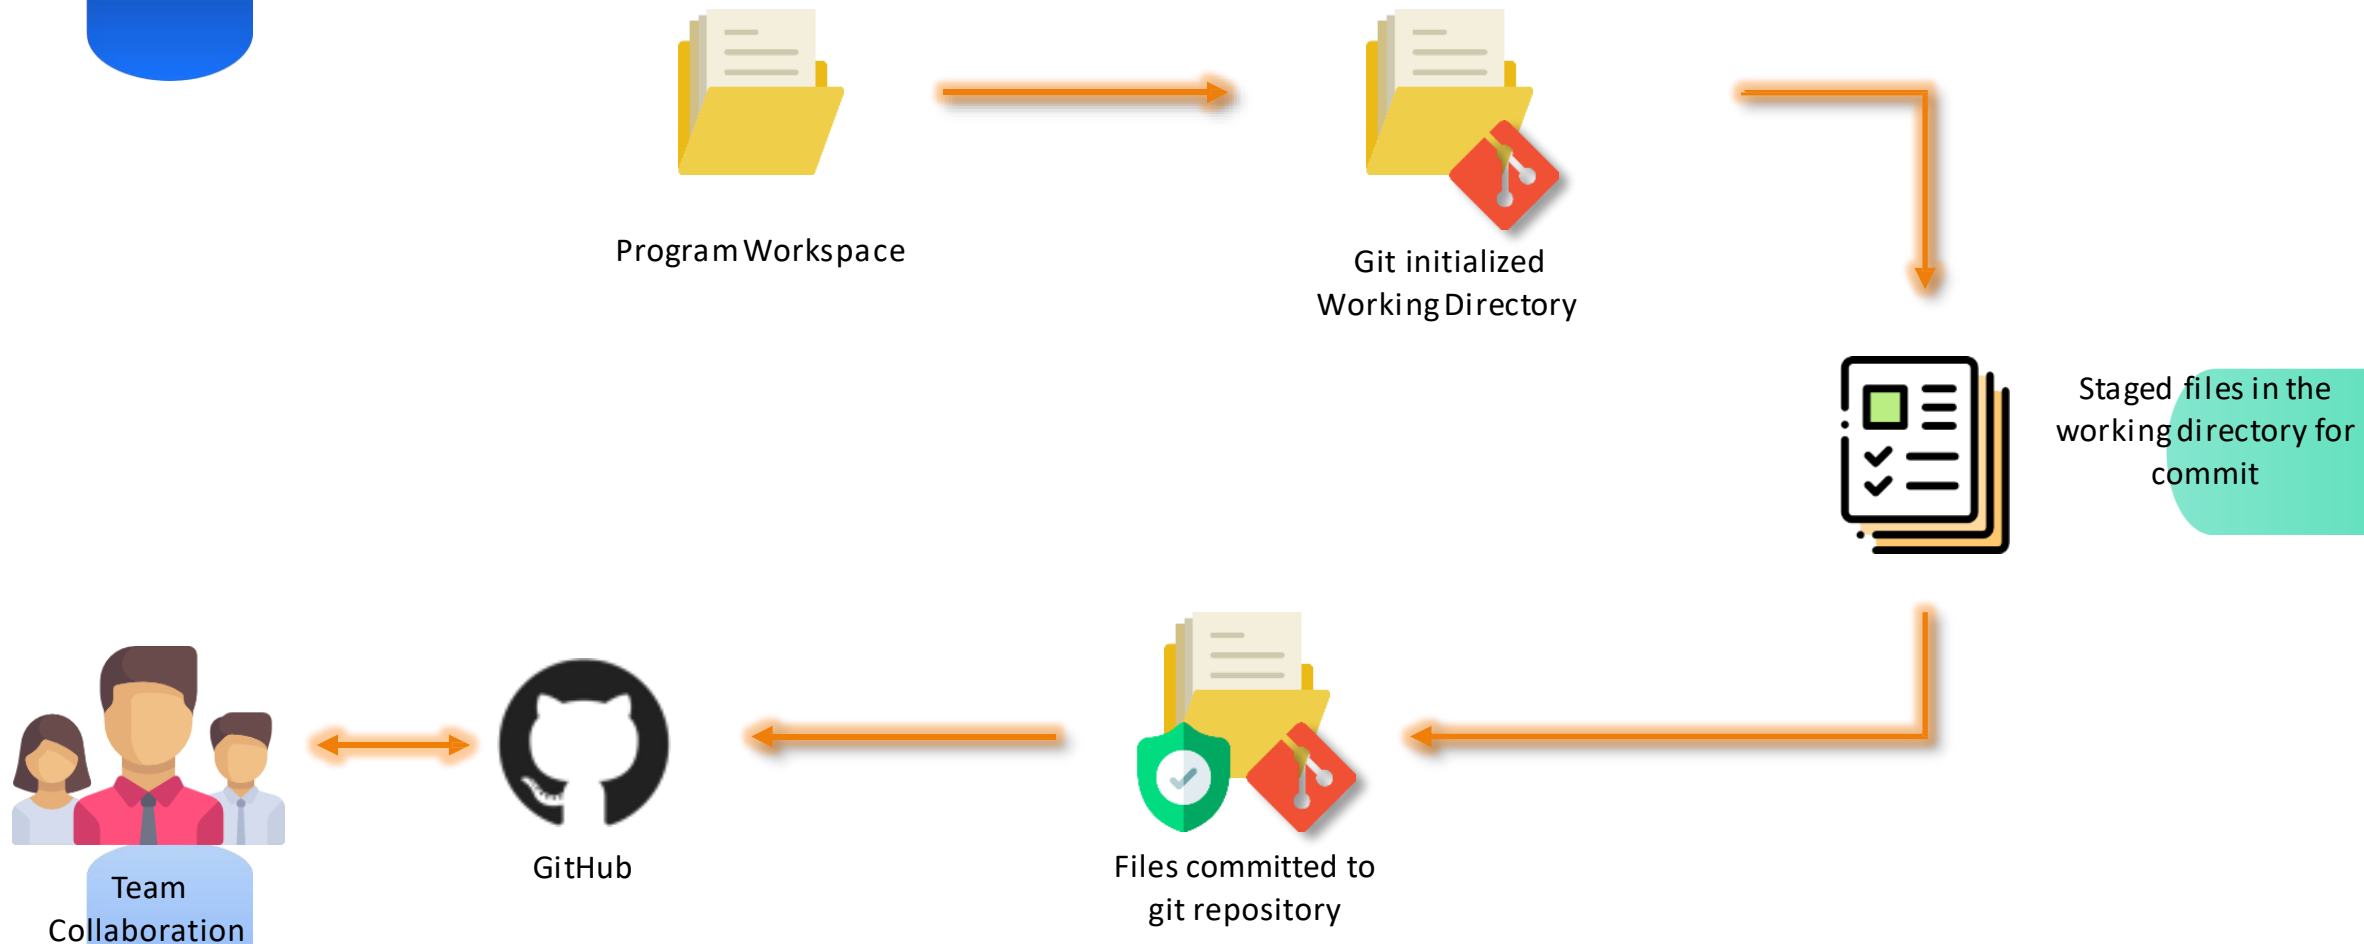 Program Workspace
Git initialized
Working Directory
Staged files in the
working directory for
commit
Files committed to
git repository
GitHub
Team
Collaboration